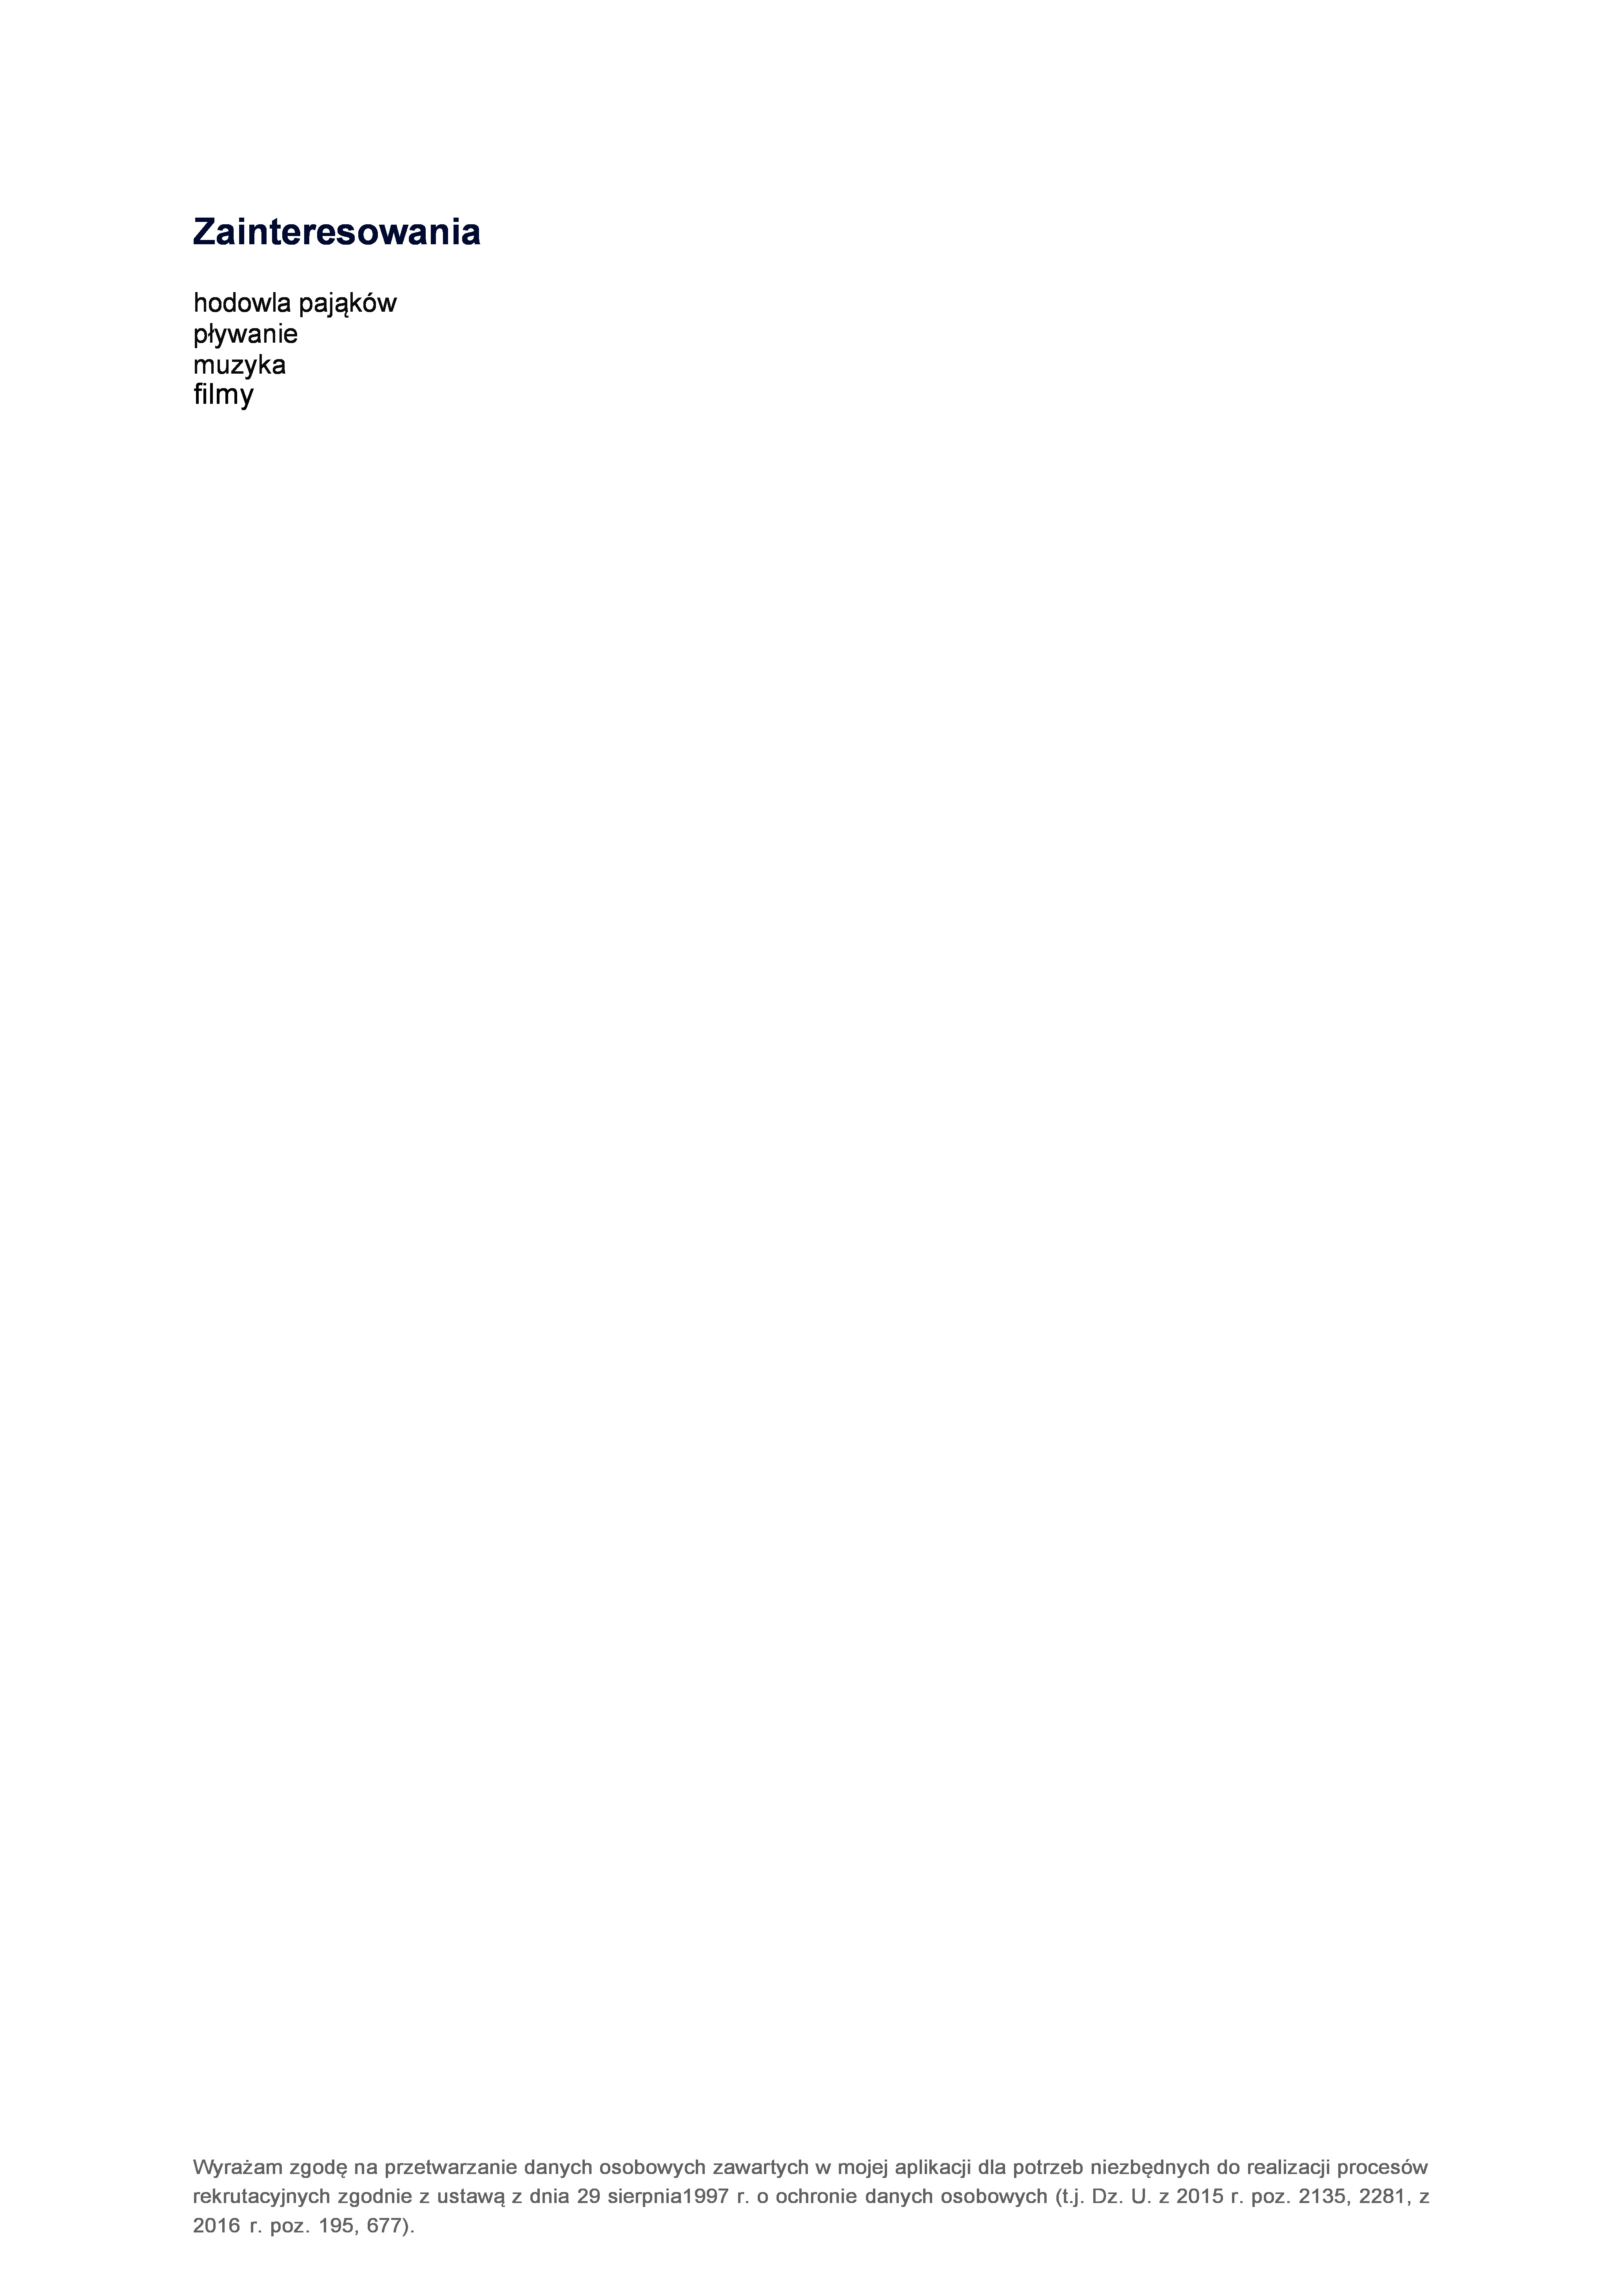 Zainteresowania
hodowla pająków
pływanie
muzyka
filmy
Wyrażam zgodę na przetwarzanie danych osobowych zawartych w mojej aplikacji dla potrzeb niezbędnych do realizacji procesów
rekrutacyjnych zgodnie z ustawą z dnia 29 sierpnia1997 r. o ochronie danych osobowych (t.j. Dz. U. z 2015 r. poz. 2135, 2281, z
2016 r. poz. 195, 677).